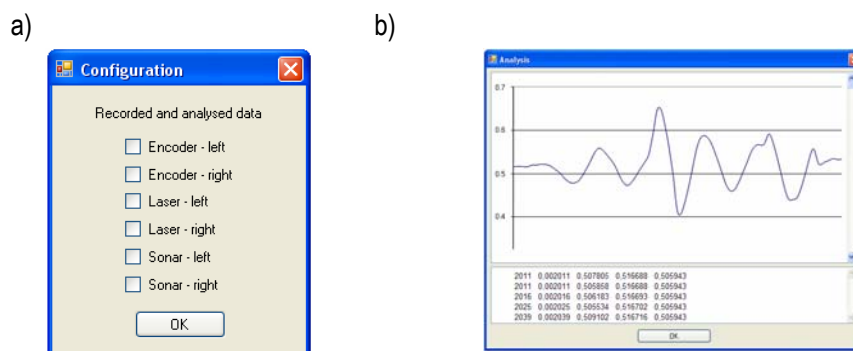 a)
b)
Configuration
Recorded and analysed data
Encoder - left
Encoder - right
Laser - left
Laser - right
Sonar - left
Sonar - right
OK
Analysis
0.7
0.6
0.5
0.4
2011 0,002011 0,507805 0,516688 0,505943
2011 0,002011 0,505858 0,516688 0,505943
2016 0,002016 0,506183 0,516693 0,505943
2025 0,002025 0,505534 0,516702 0,505943
2039 0,002039 0,509102 0,516716 0,505943
OK